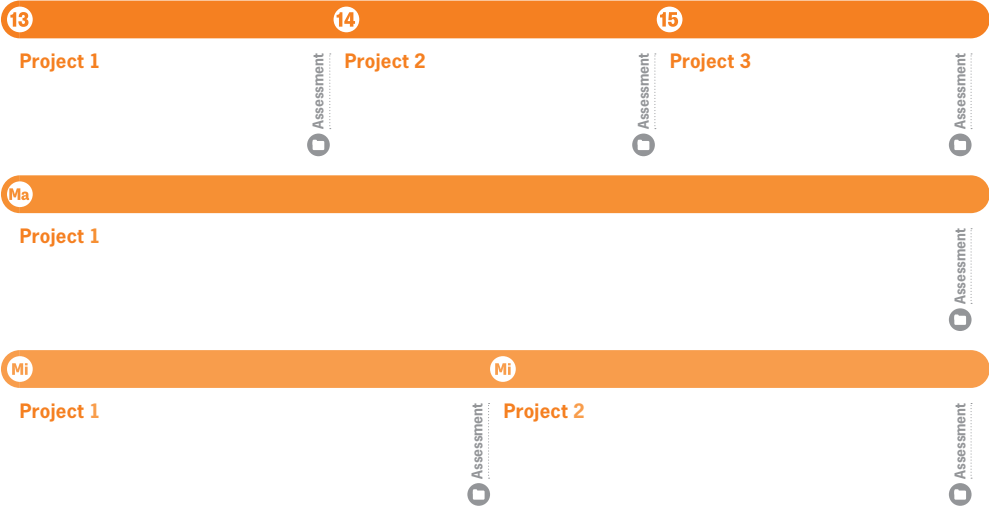 13 14 15
Project 1 Project 2 Project 3
Assessment Assessment Assessment
Ma
Project 1
Assessment
Mi Mi
Project 1 Project 2
Assessment Assessment